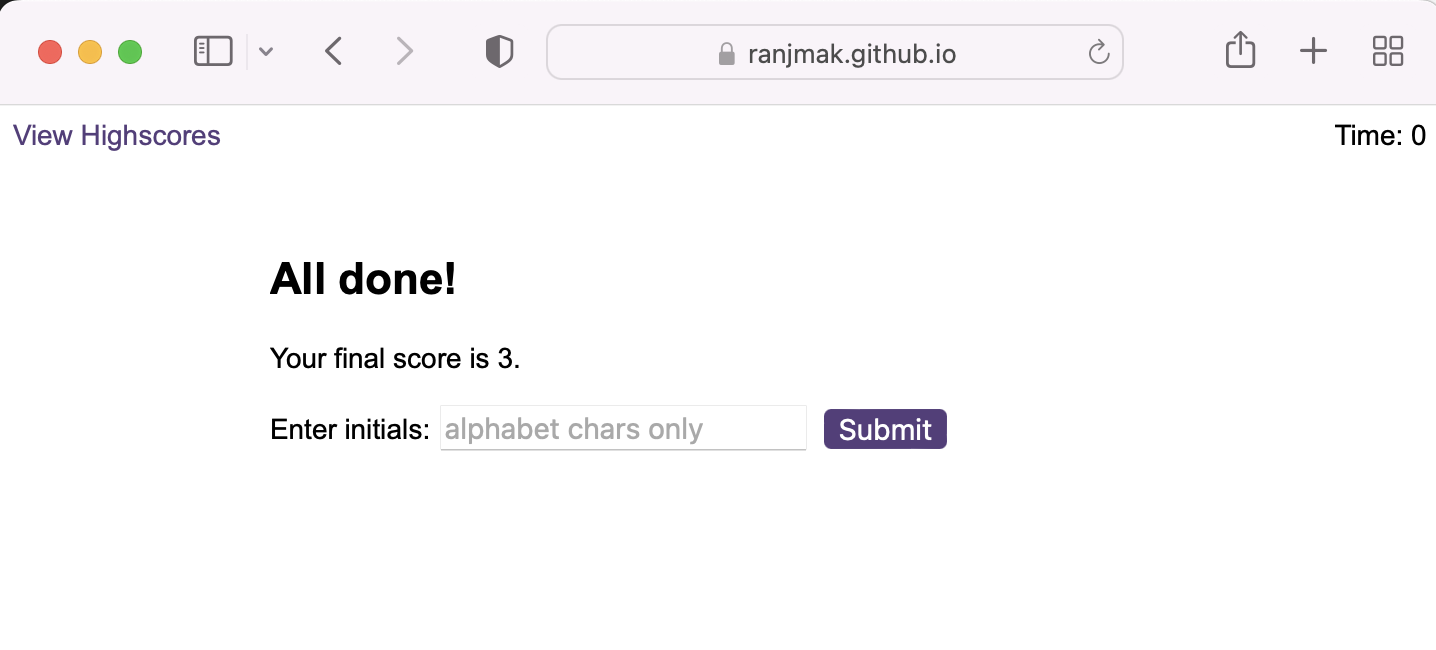 ranjmak.github.io
View Highscores
Time: 0
All done!
Your final score is 3.
Enter initials: alphabet chars only Submit